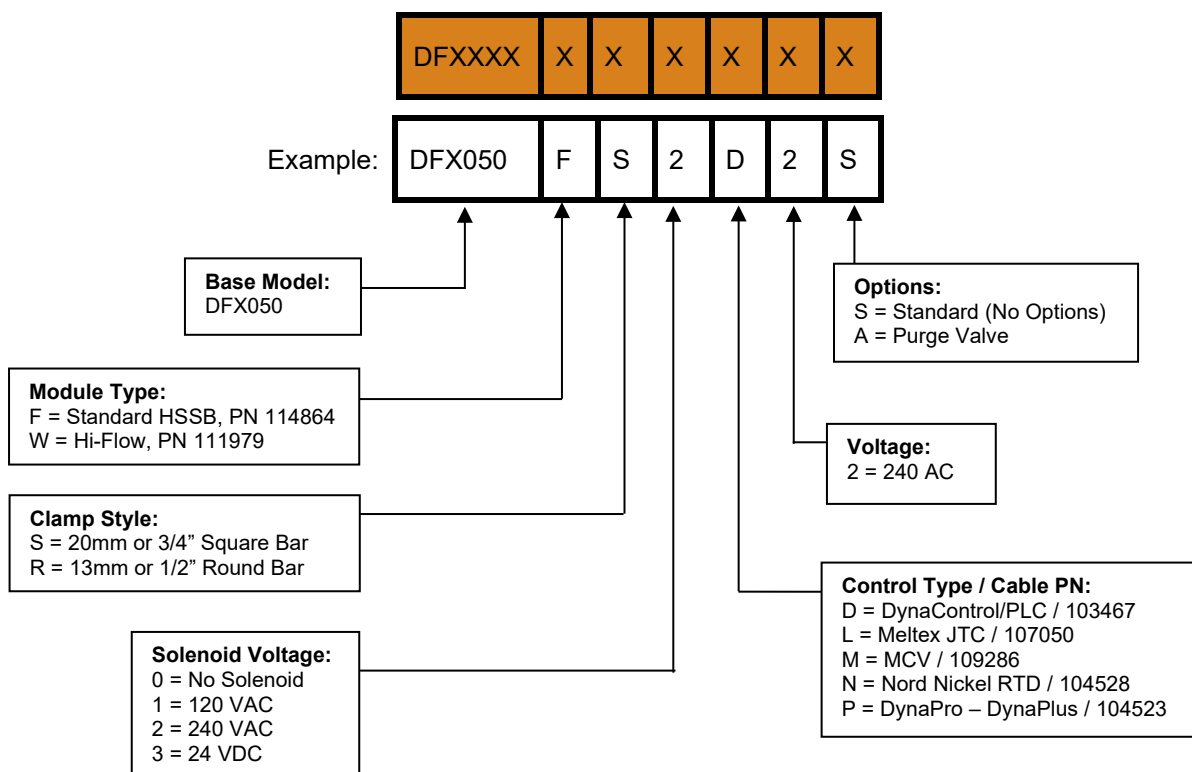 DFXXXX X X X X X X
Example: DFX050 F S 2 D 2 S
Base Model:
DFX050
Options:
S = Standard (No Options)
A = Purge Valve
Module Type:
F = Standard HSSB, PN 114864
W = Hi-Flow, PN 111979
Voltage:
2 = 240 AC
Clamp Style:
S = 20mm or 3/4” Square Bar
R = 13mm or 1/2” Round Bar
Control Type / Cable PN:
D = DynaControl/PLC / 103467
L = Meltex JTC / 107050
M = MCV / 109286
N = Nord Nickel RTD / 104528
P = DynaPro – DynaPlus / 104523
Solenoid Voltage:
0 = No Solenoid
1 = 120 VAC
2 = 240 VAC
3 = 24 VDC